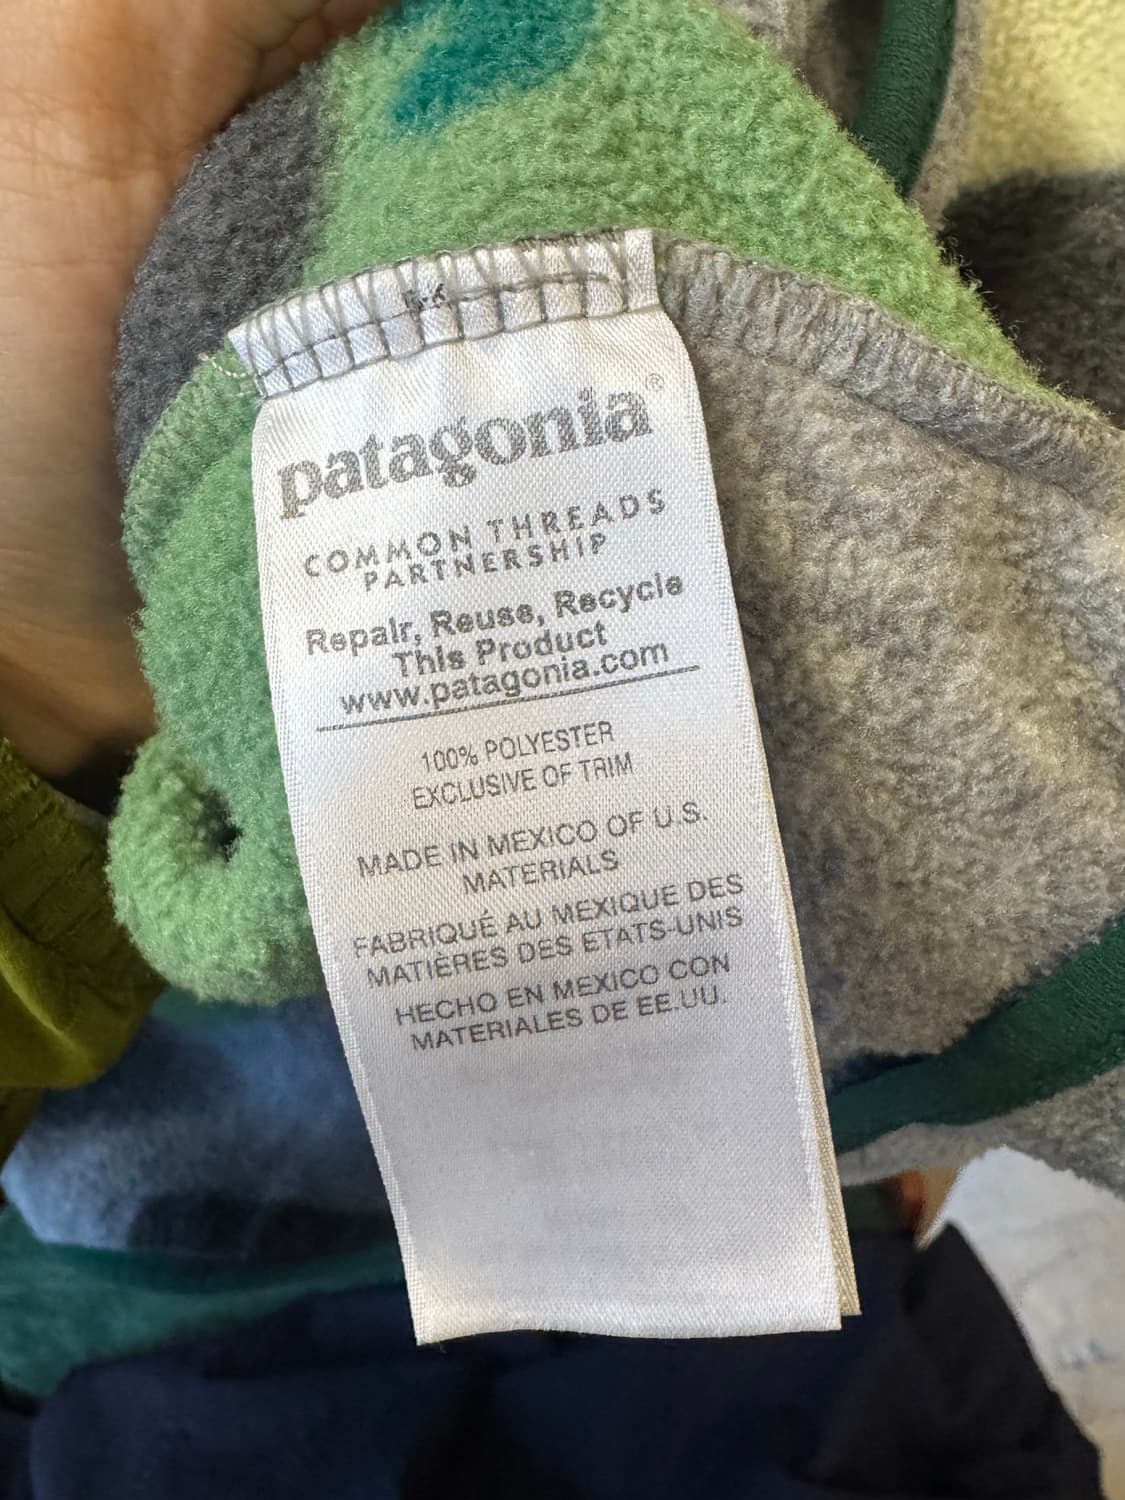 patagonia®
COMMON THREADS
PARTNERSHIP
Repair, Reuse, Recycle
This Product
www.patagonia.com
100% POLYESTER
EXCLUSIVE OF TRIM
MADE IN MEXICO OF U.S.
MATERIALS
FABRIQUÉ AU MEXIQUE DES
MATIÈRES DES ETATS-UNIS
HECHO EN MEXICO CON
MATERIALES DE EE.UU.